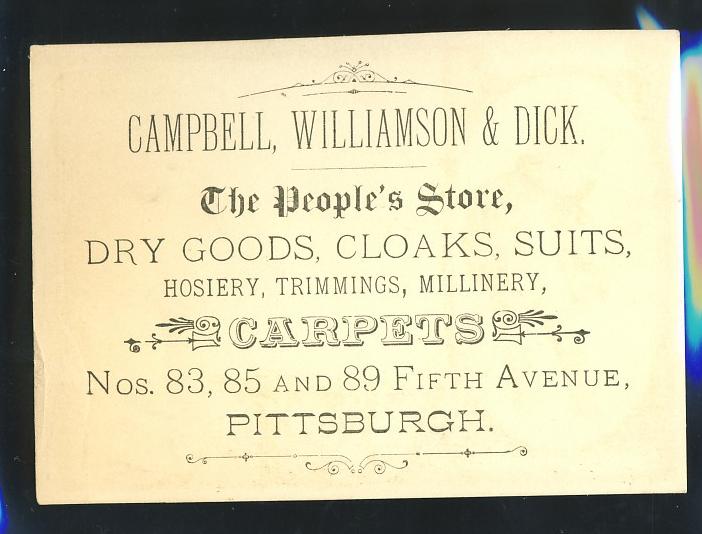 CAMPBELL, WILLIAMSON & DICK.
The People's Store,
DRY GOODS, CLOAKS, SUITS,
HOSIERY, TRIMMINGS, MILLINERY,
CARPETS
Nos. 83, 85 AND 89 FIFTH AVENUE,
PITTSBURGH.